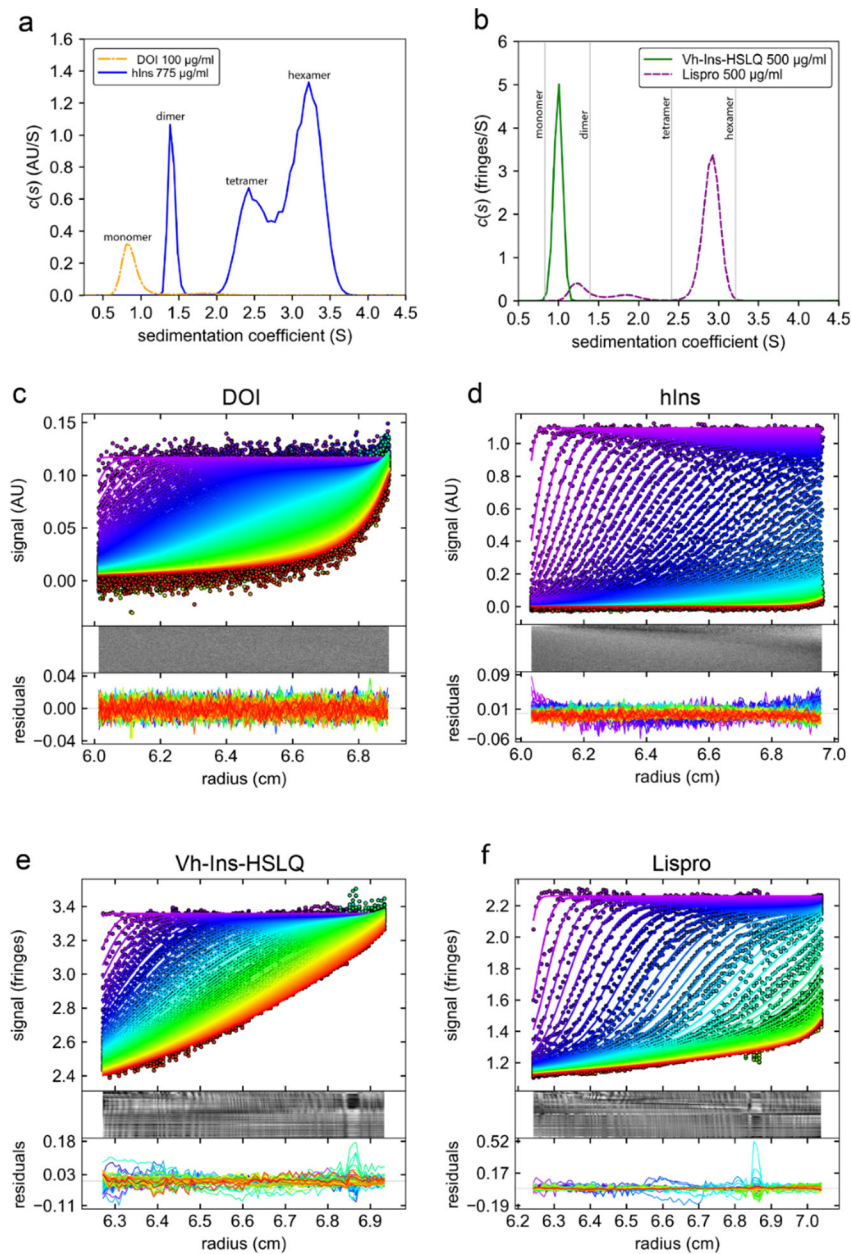 a
DOI 100 μg/ml
hIns 775 μg/ml
monomer
dimer
tetramer
hexamer
c(s) (AU/S)
1.6
1.4
1.2
1.0
0.8
0.6
0.4
0.2
0.0
0.5 1.0 1.5 2.0 2.5 3.0 3.5 4.0 4.5
sedimentation coefficient (S)
b
Vh-Ins-HSLQ 500 μg/ml
Lispro 500 μg/ml
monomer
dimer
tetramer
hexamer
c(s) (fringes/S)
6
5
4
3
2
1
0
0.5 1.0 1.5 2.0 2.5 3.0 3.5 4.0 4.5
sedimentation coefficient (S)
c
DOI
signal (AU)
0.15
0.10
0.05
0.00
residuals
0.04
0.00
−0.04
6.0 6.2 6.4 6.6 6.8
radius (cm)
d
hIns
signal (AU)
1.0
0.8
0.6
0.4
0.2
0.0
residuals
0.09
0.01
−0.06
6.0 6.2 6.4 6.6 6.8 7.0
radius (cm)
e
Vh-Ins-HSLQ
signal (fringes)
3.4
3.2
3.0
2.8
2.6
2.4
residuals
0.18
0.03
−0.11
6.3 6.4 6.5 6.6 6.7 6.8 6.9
radius (cm)
f
Lispro
signal (fringes)
2.2
2.0
1.8
1.6
1.4
1.2
residuals
0.52
0.17
−0.19
6.2 6.3 6.4 6.5 6.6 6.7 6.8 6.9 7.0
radius (cm)